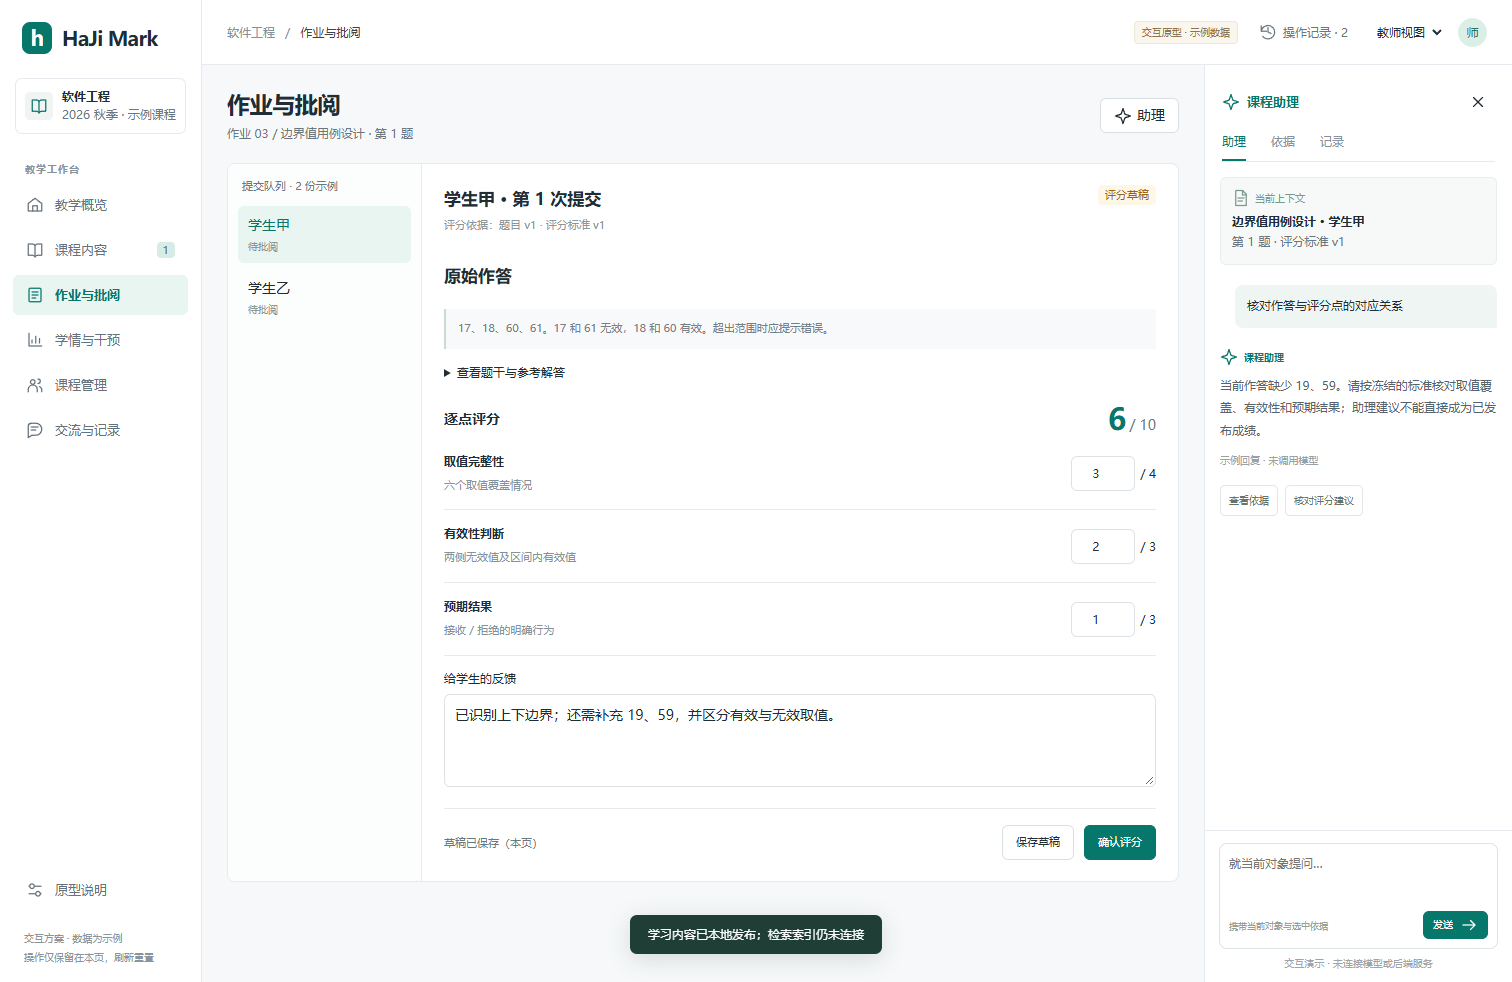 h HaJi Mark
软件工程
2026 秋季 · 示例课程
教学工作台
教学概览
课程内容 1
作业与批阅
学情与干预
课程管理
交流与记录
原型说明
交互方案 · 数据为示例
操作仅保留在本页，刷新重置
软件工程 / 作业与批阅
交互原型 · 示例数据
操作记录 · 2
教师视图
师
作业与批阅
作业 03 / 边界值用例设计 · 第 1 题
助理
提交队列 · 2 份示例
学生甲
待批阅
学生乙
待批阅
学生甲 · 第 1 次提交
评分草稿
评分依据：题目 v1 · 评分标准 v1
原始作答
17、18、60、61。17 和 61 无效，18 和 60 有效。超出范围时应提示错误。
查看题干与参考解答
逐点评分
6 / 10
取值完整性
六个取值覆盖情况
3 / 4
有效性判断
两侧无效值及区间内有效值
2 / 3
预期结果
接收 / 拒绝的明确行为
1 / 3
给学生的反馈
已识别上下边界；还需补充 19、59，并区分有效与无效取值。
草稿已保存（本页）
保存草稿
确认评分
学习内容已本地发布；检索索引仍未连接
课程助理
助理 依据 记录
当前上下文
边界值用例设计 · 学生甲
第 1 题 · 评分标准 v1
核对作答与评分点的对应关系
课程助理
当前作答缺少 19、59。请按冻结的标准核对取值覆
盖、有效性和预期结果；助理建议不能直接成为已发
布成绩。
示例回复 · 未调用模型
查看依据
核对评分建议
就当前对象提问...
携带当前对象与选中依据
发送
交互演示 · 未连接模型或后端服务